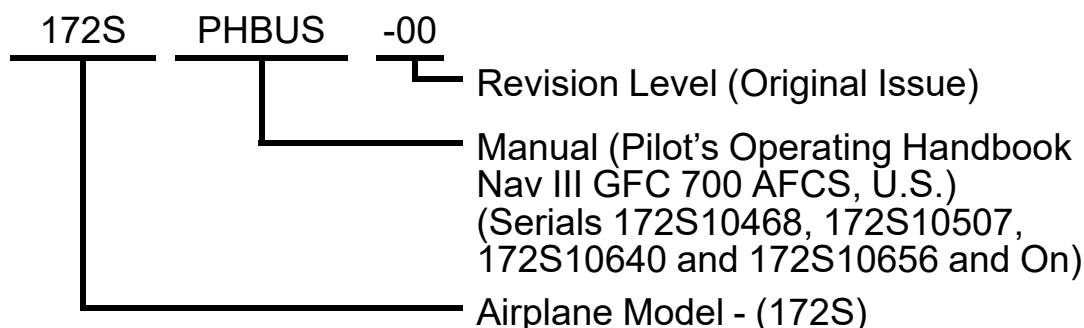 172S PHBUS -00
Revision Level (Original Issue)
Manual (Pilot’s Operating Handbook
Nav III GFC 700 AFCS, U.S.)
(Serials 172S10468, 172S10507,
172S10640 and 172S10656 and On)
Airplane Model - (172S)